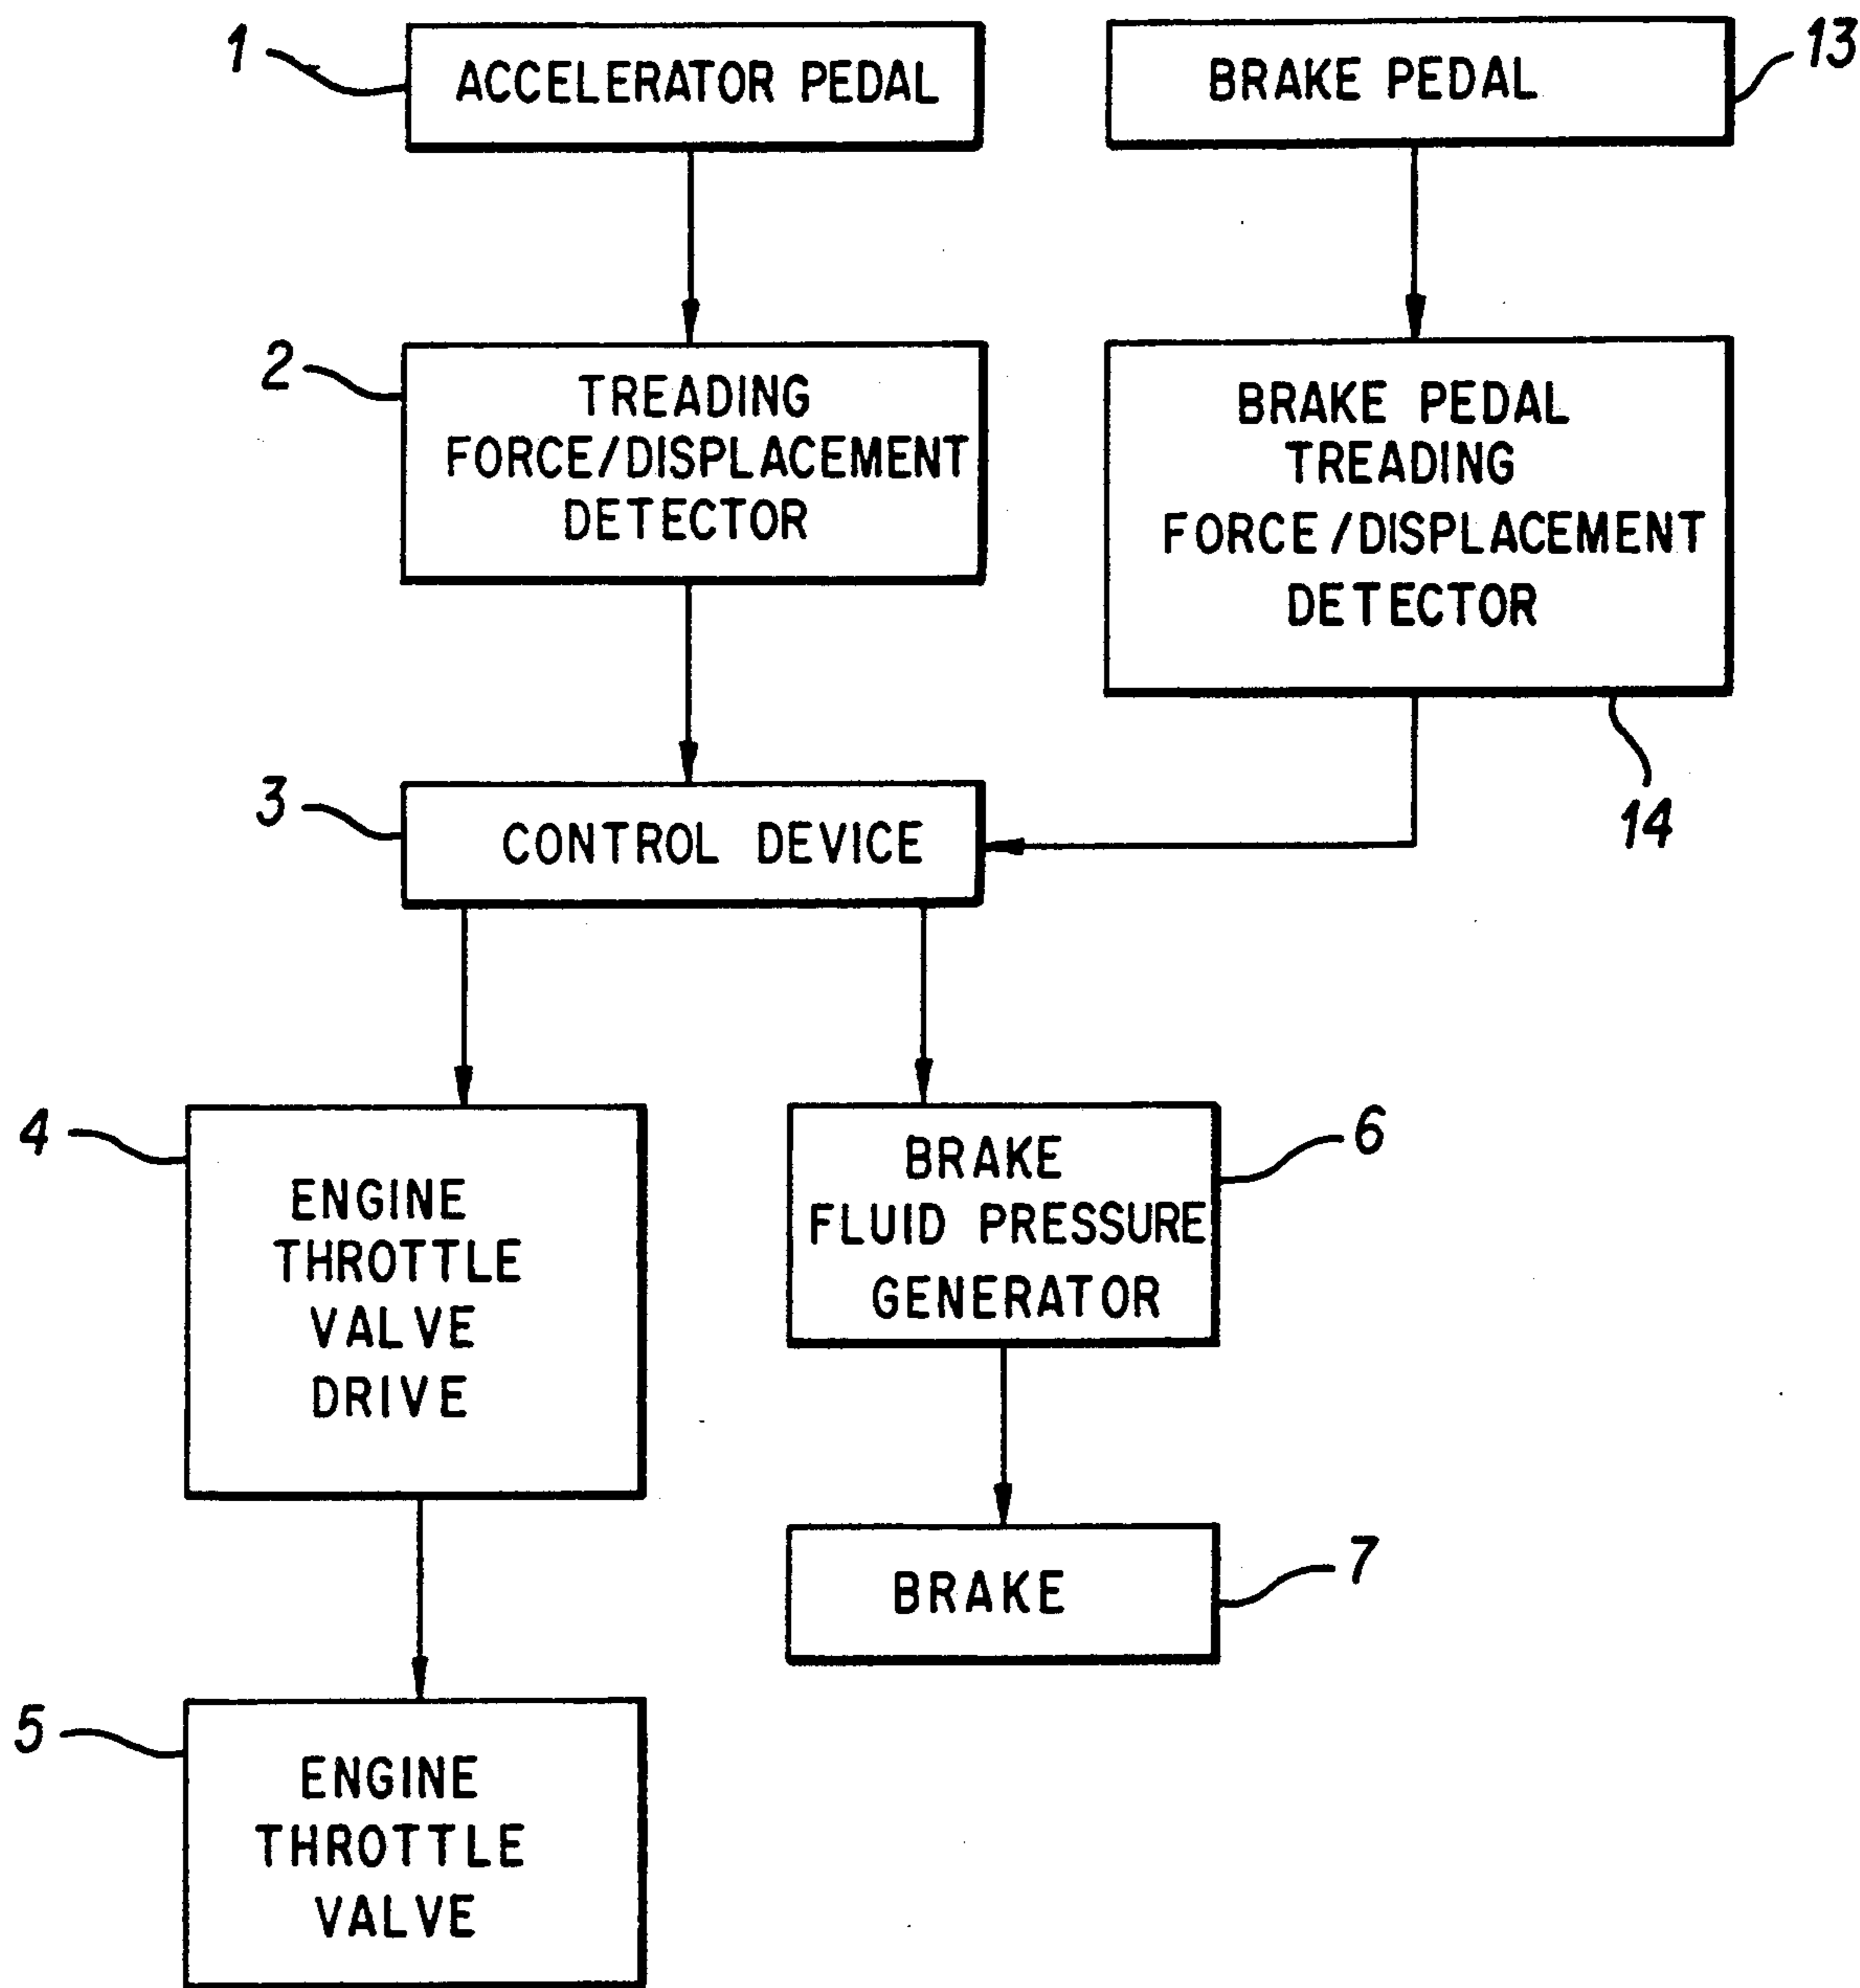 1
ACCELERATOR PEDAL
BRAKE PEDAL
13
2
TREADING
FORCE/DISPLACEMENT
DETECTOR
BRAKE PEDAL
TREADING
FORCE/DISPLACEMENT
DETECTOR
14
3
CONTROL DEVICE
4
ENGINE
THROTTLE
VALVE
DRIVE
BRAKE
FLUID PRESSURE
GENERATOR
6
BRAKE
7
5
ENGINE
THROTTLE
VALVE